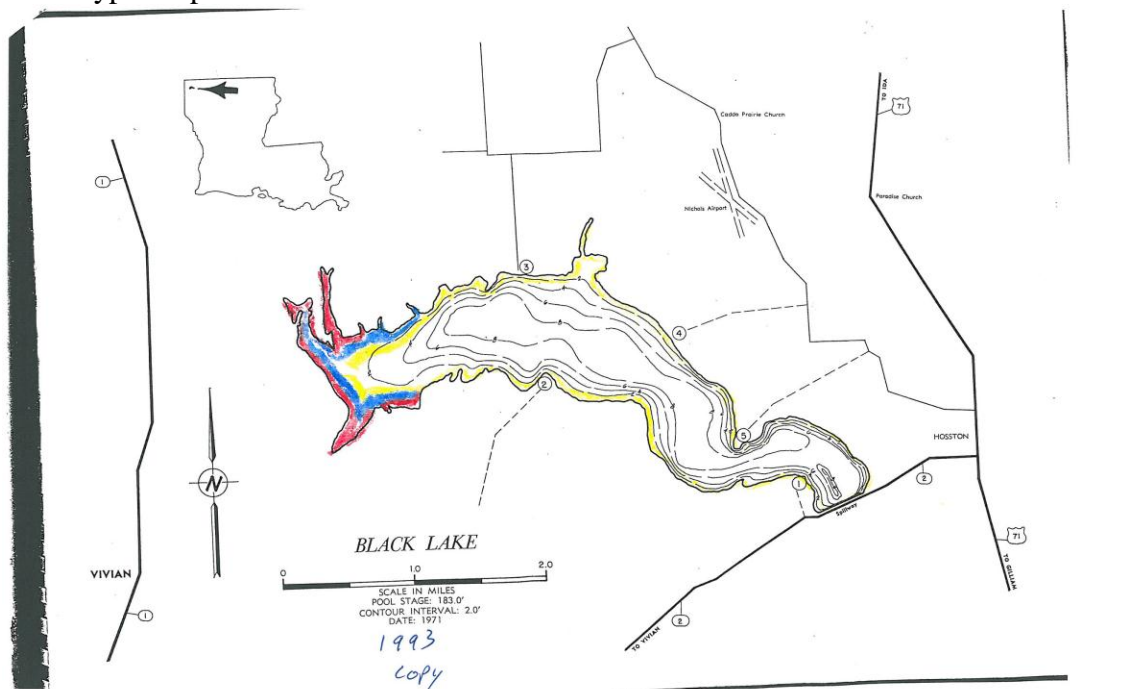 TO IDA
71
Caddo Prairie Church
1
Paradise Church
Nichols Airport
3
4
2
5
HOSSTON
1
2
Spillway
N
BLACK LAKE
0 1.0 2.0
SCALE IN MILES
POOL STAGE: 183.0'
CONTOUR INTERVAL: 2.0'
DATE: 1971
1993
copy
VIVIAN
1
71
TO GILLIAN
2
TO VIVIAN